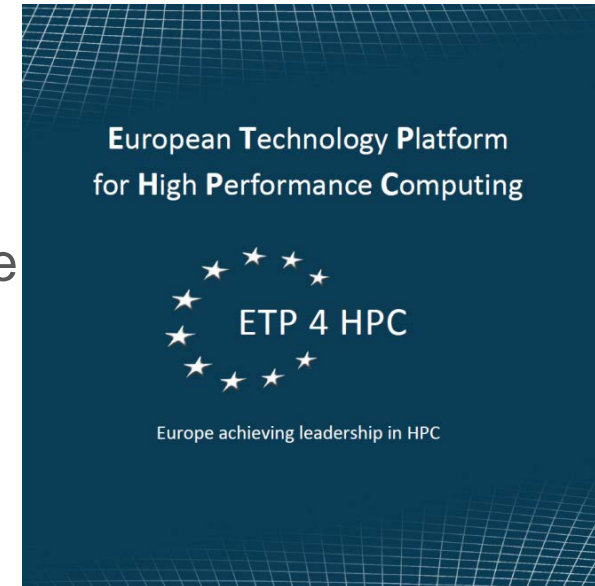 European Technology Platform
for High Performance Computing
e
ETP 4 HPC
Europe achieving leadership in HPC